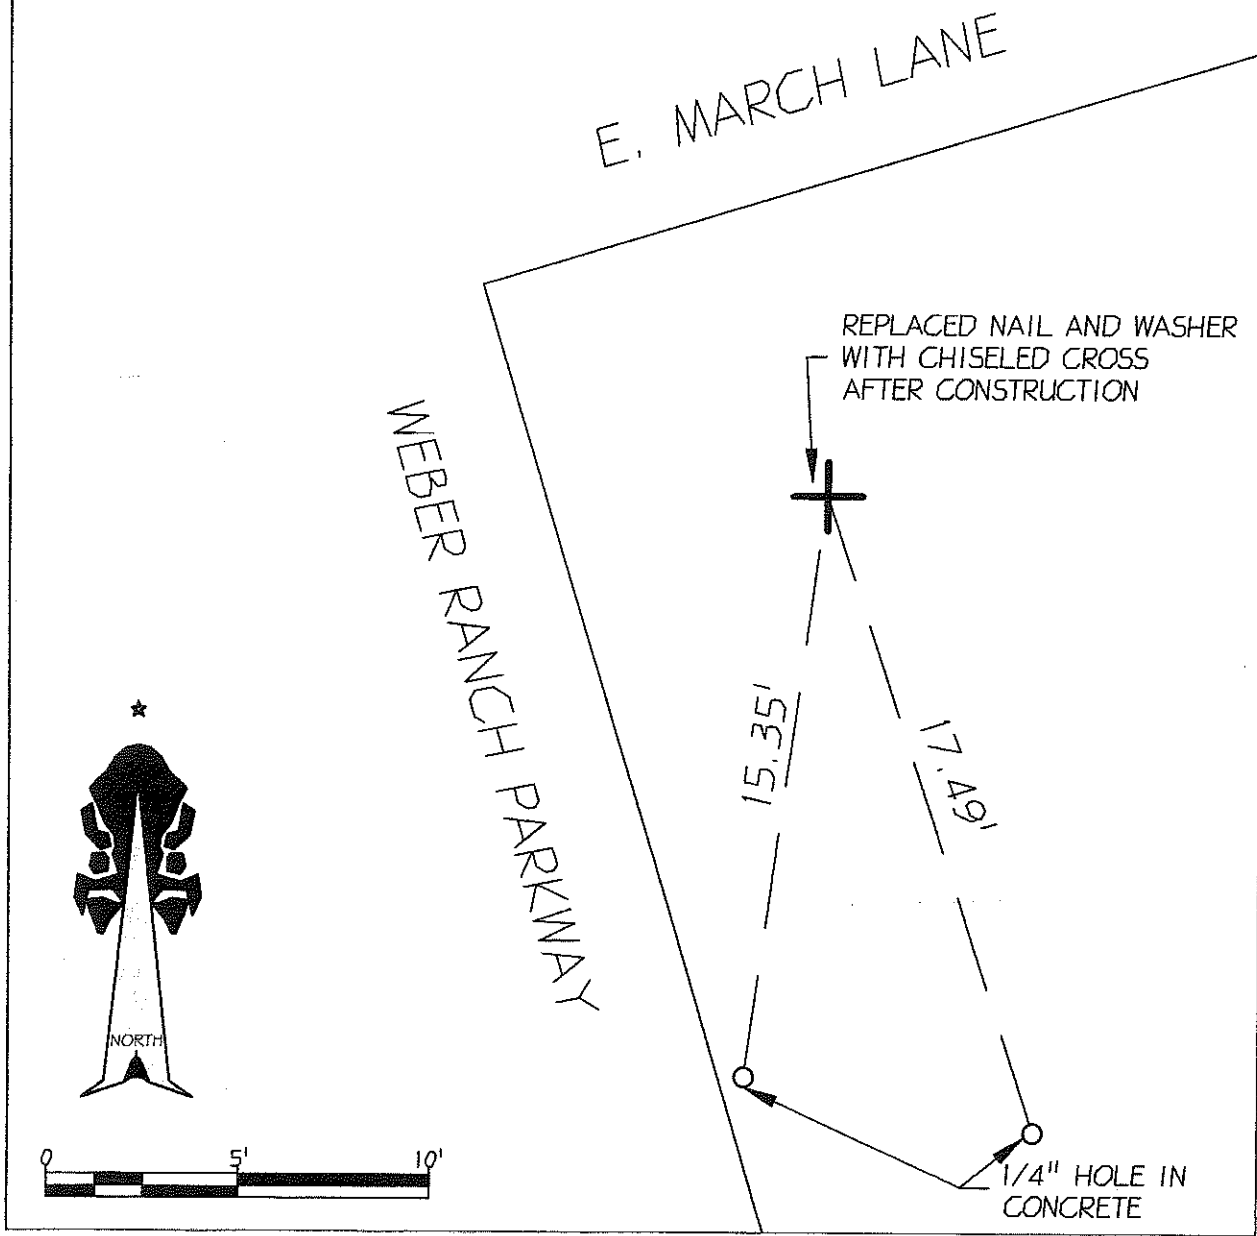 E. MARCH LANE
REPLACED NAIL AND WASHER
WITH CHISELED CROSS
AFTER CONSTRUCTION
WEBER RANCH PARKWAY
15.35'
17.49'
NORTH
0 5' 10'
1/4" HOLE IN
CONCRETE